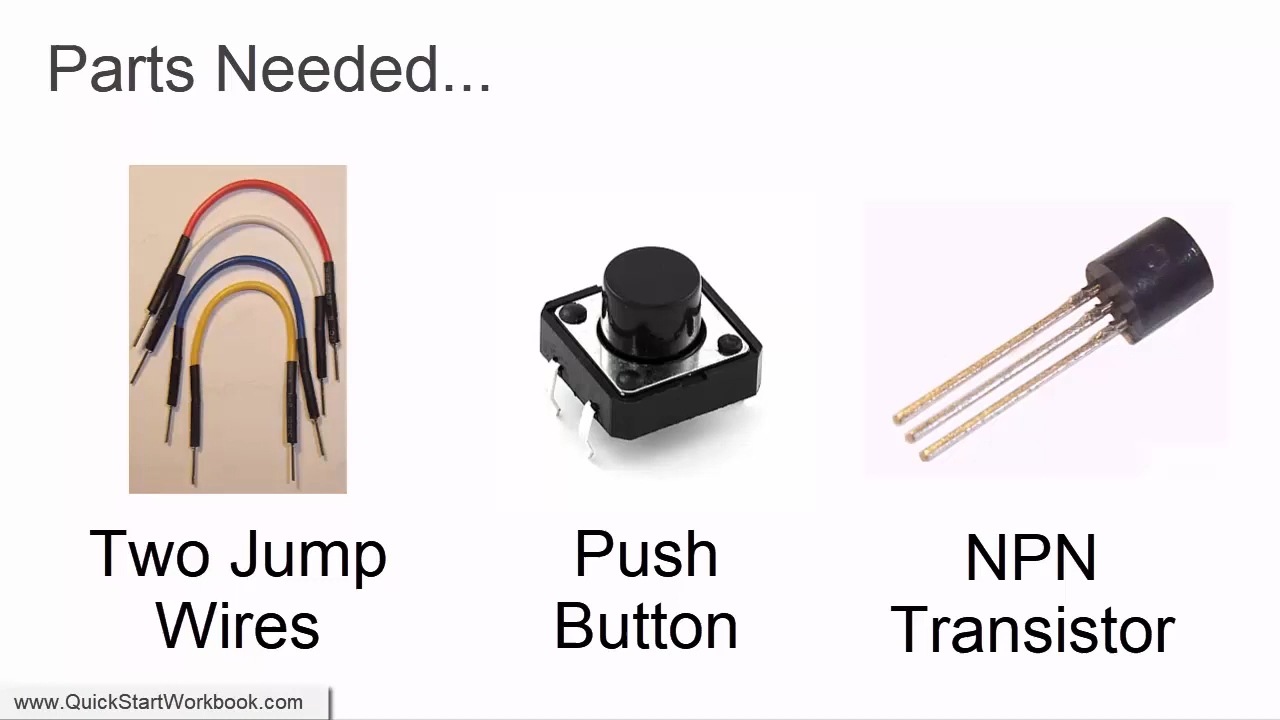 Parts Needed...
Two Jump
Wires
Push
Button
NPN
Transistor
www.QuickStartWorkbook.com